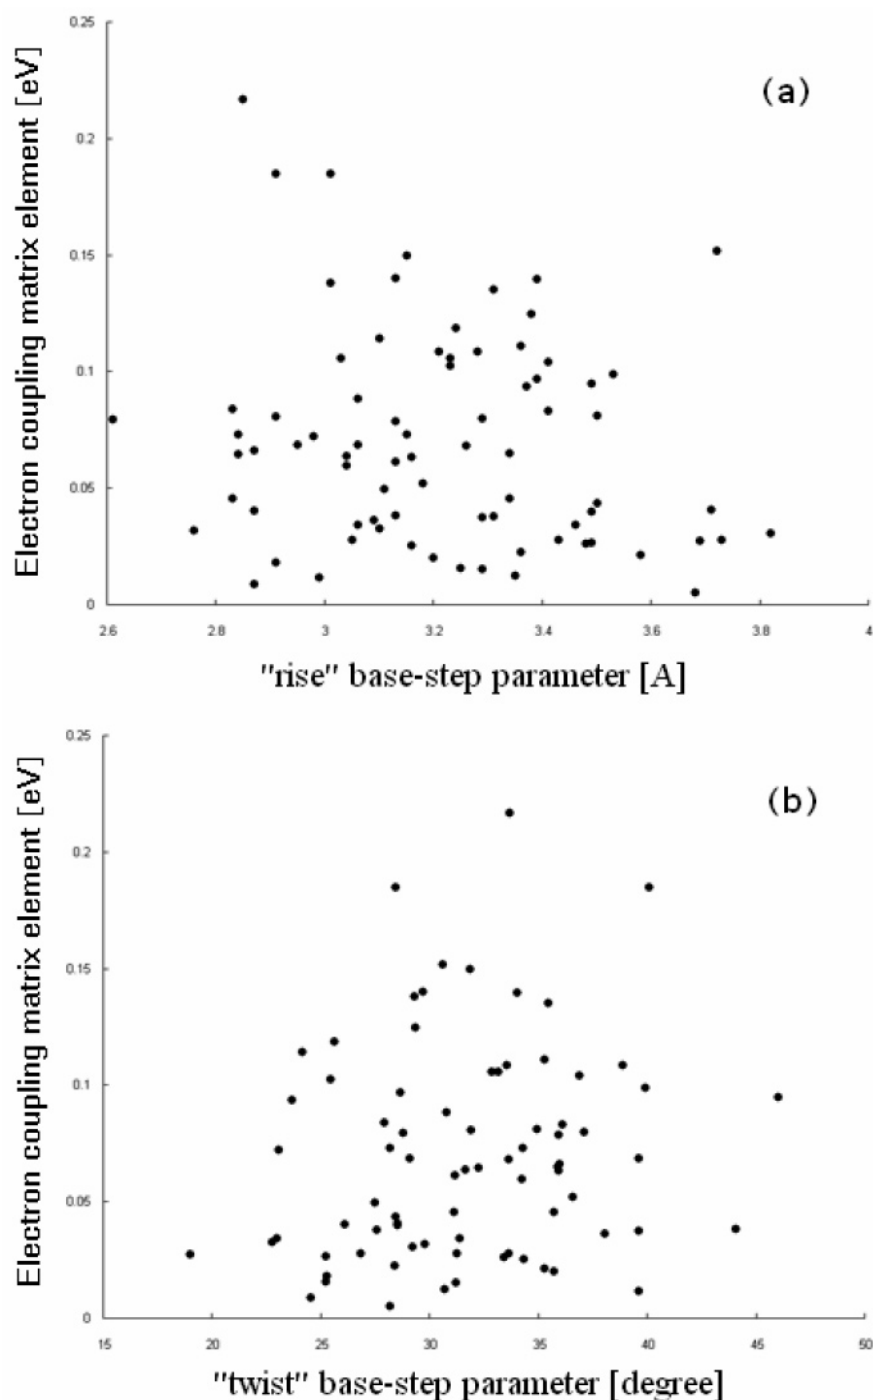 (a)
Electron coupling matrix element [eV]
0.25
0.2
0.15
0.1
0.05
0
2.6 2.8 3 3.2 3.4 3.6 3.8 4
"rise" base-step parameter [A]
(b)
Electron coupling matrix element [eV]
0.25
0.2
0.15
0.1
0.05
0
15 20 25 30 35 40 45 50
"twist" base-step parameter [degree]